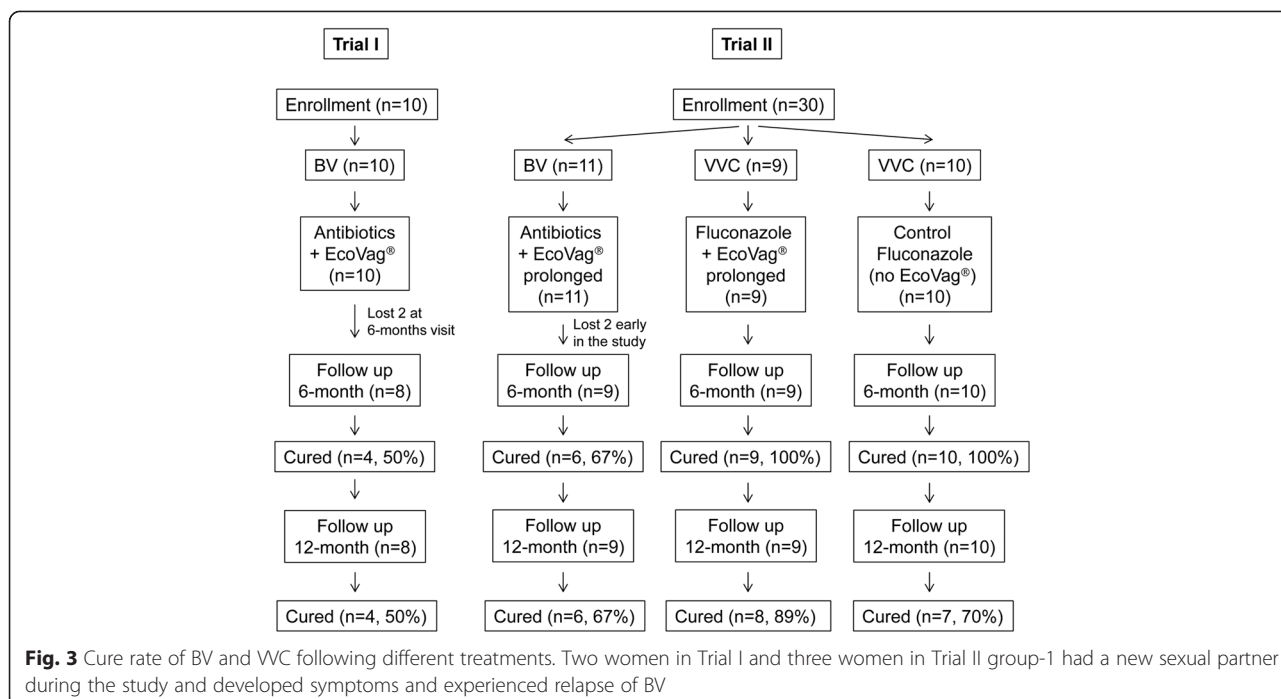 Trial I
Enrollment (n=10)
BV (n=10)
Antibiotics
+ EcoVag®
(n=10)
Lost 2 at
6-months visit
Follow up
6-month (n=8)
Cured (n=4, 50%)
Follow up
12-month (n=8)
Cured (n=4, 50%)
Trial II
Enrollment (n=30)
BV (n=11)
Antibiotics
+ EcoVag®
prolonged
(n=11)
Lost 2 early
in the study
Follow up
6-month (n=9)
Cured (n=6, 67%)
Follow up
12-month (n=9)
Cured (n=6, 67%)
VVC (n=9)
Fluconazole
+ EcoVag®
prolonged
(n=9)
Follow up
6-month (n=9)
Cured (n=9, 100%)
Follow up
12-month (n=9)
Cured (n=8, 89%)
VVC (n=10)
Control
Fluconazole
(no EcoVag®)
(n=10)
Follow up
6-month (n=10)
Cured (n=10, 100%)
Follow up
12-month (n=10)
Cured (n=7, 70%)
Fig. 3 Cure rate of BV and VVC following different treatments. Two women in Trial I and three women in Trial II group-1 had a new sexual partner
during the study and developed symptoms and experienced relapse of BV